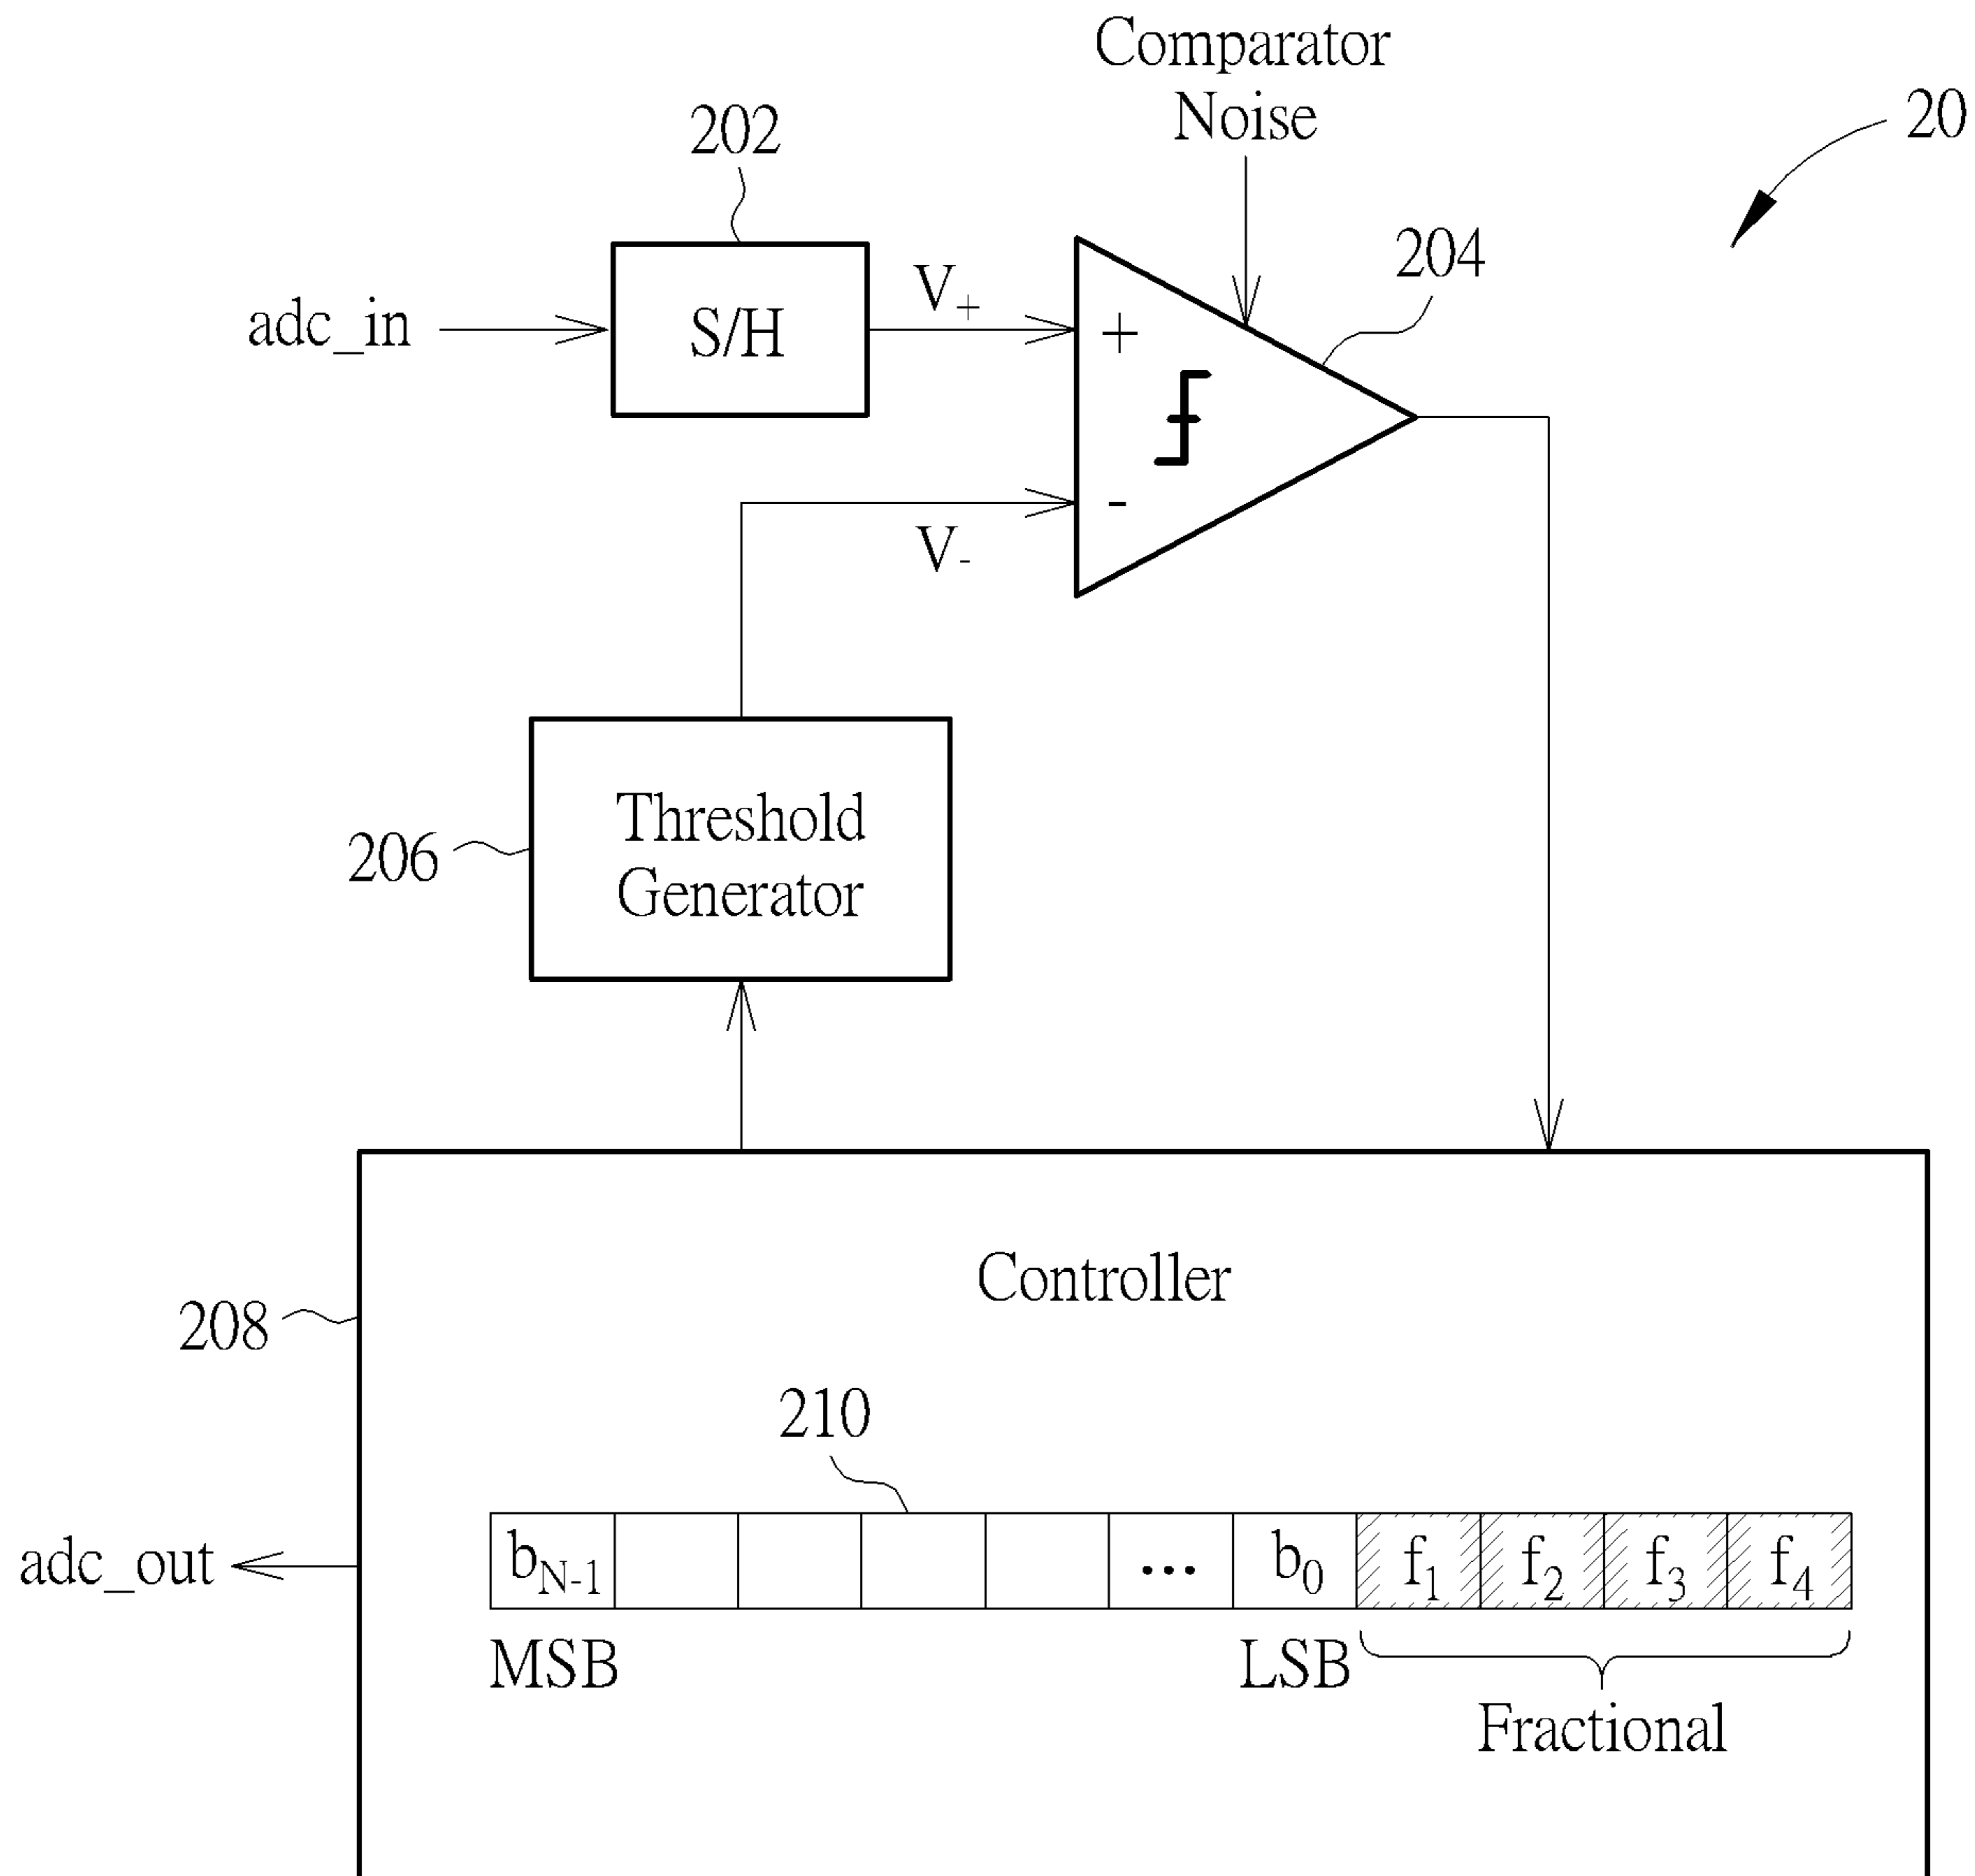 Comparator
Noise
20
202
204
adc_in
S/H
V+
+
-
V-
Threshold
Generator
206
Controller
208
210
adc_out
bN-1 ... b0 f1 f2 f3 f4
MSB LSB
Fractional